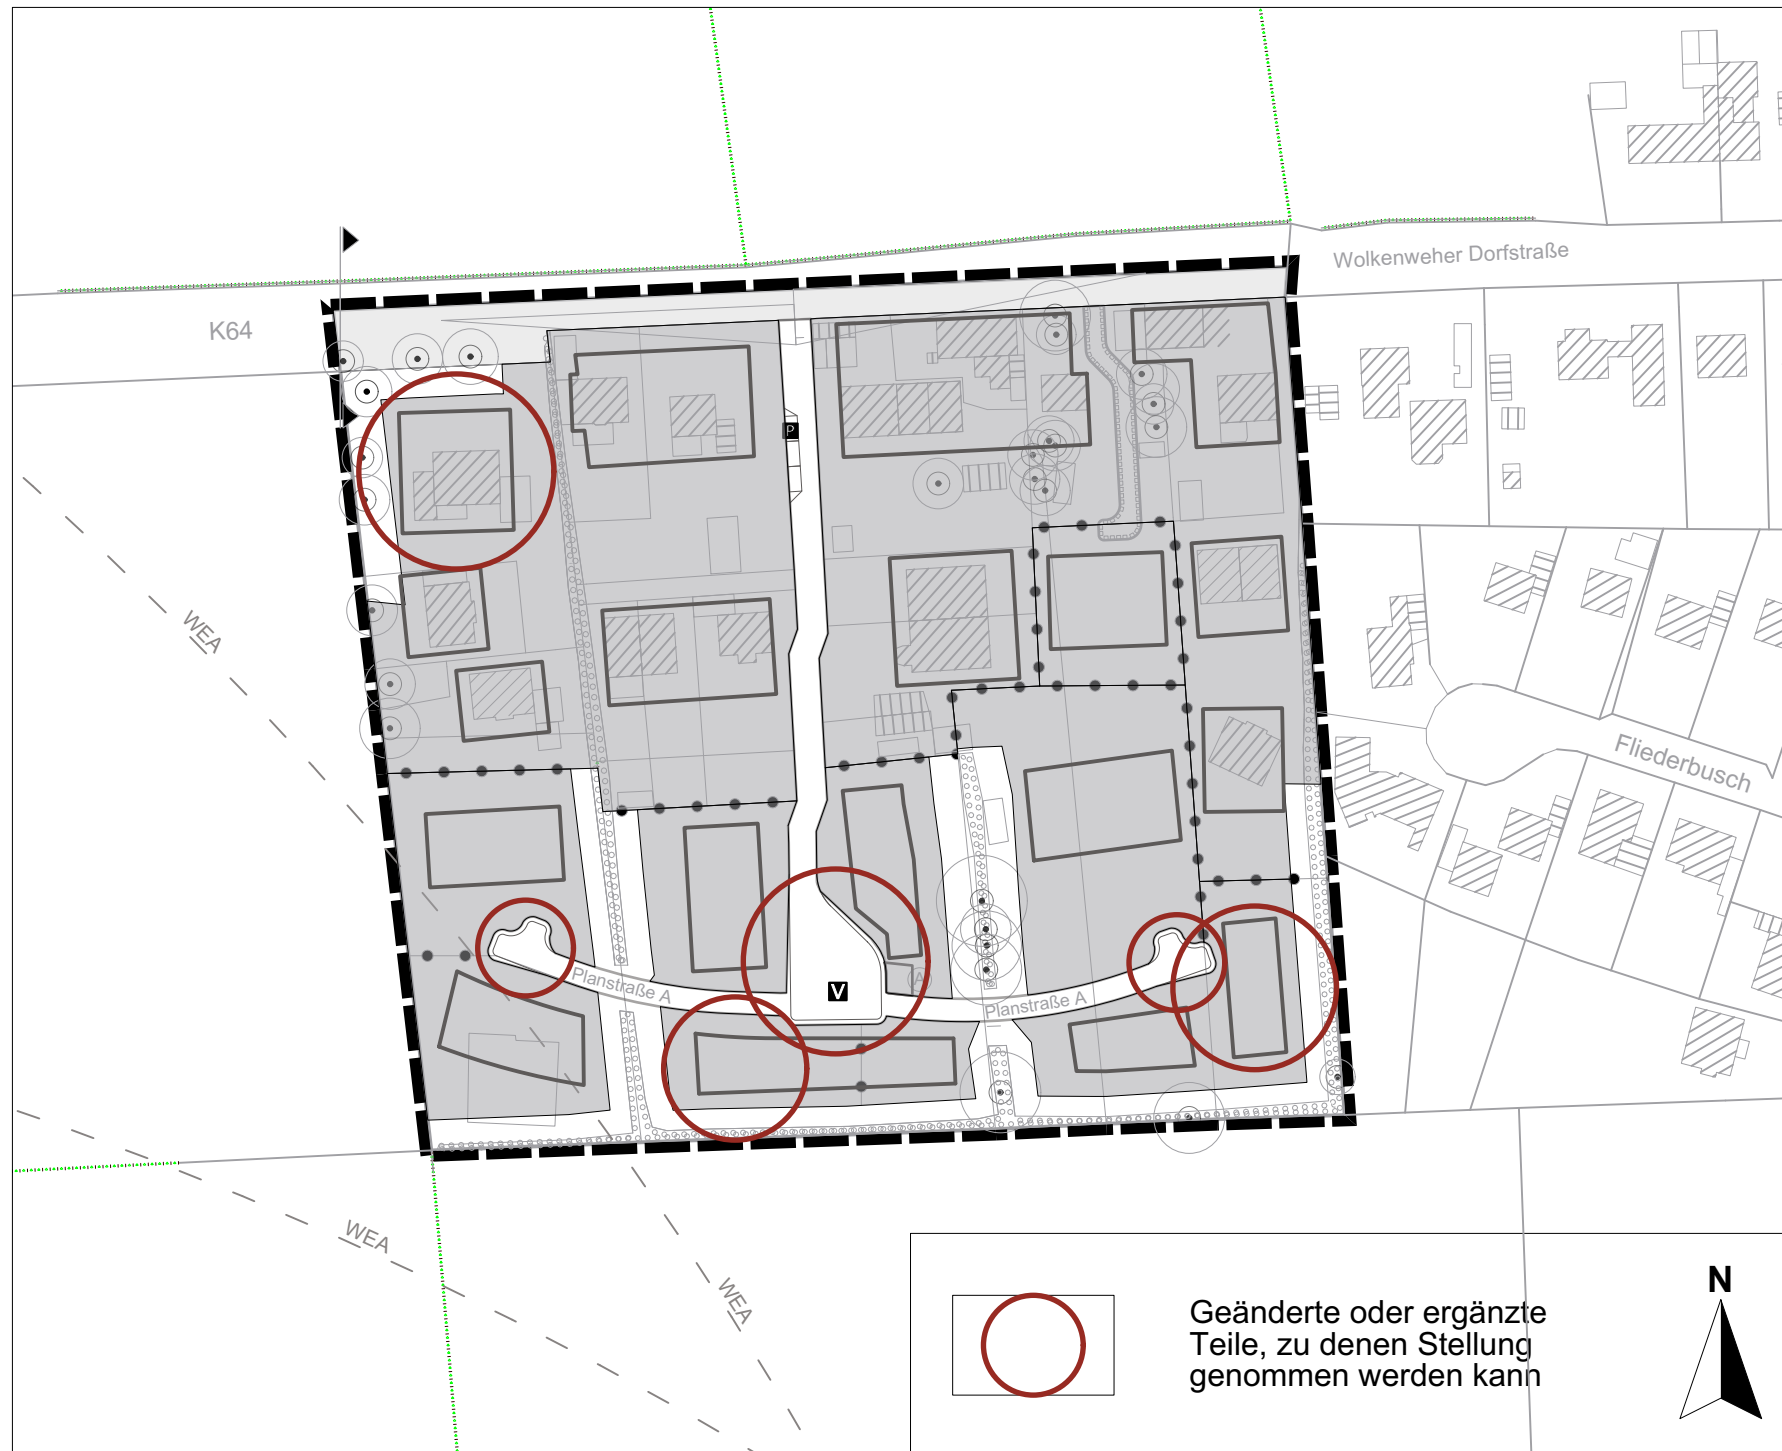 Wolkenweher Dorfstraße
K64
P
WEA
Fliederbusch
A
V
Planstraße A
Planstraße A
WEA
WEA
N
Geänderte oder ergänzte
Teile, zu denen Stellung
genommen werden kann